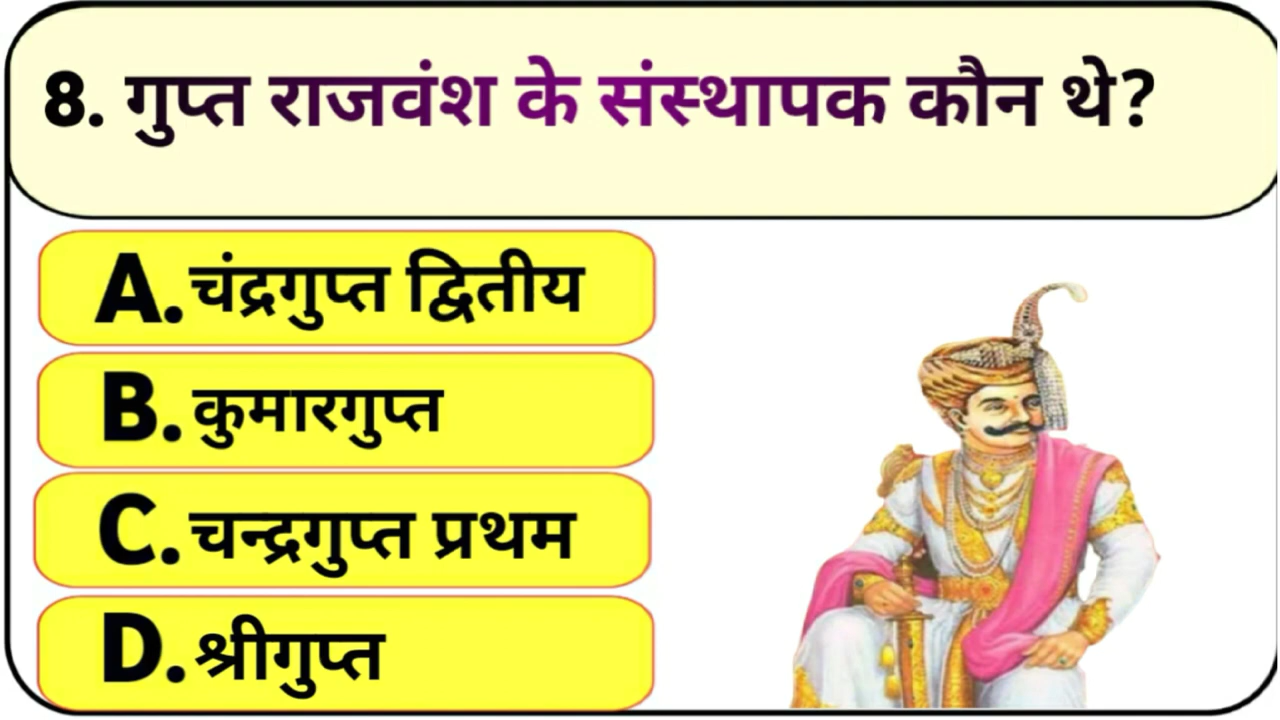 8. गुप्त राजवंश के संस्थापक कौन थे?
A. चंद्रगुप्त द्वितीय
B. कुमारगुप्त
C. चन्द्रगुप्त प्रथम
D. श्रीगुप्त